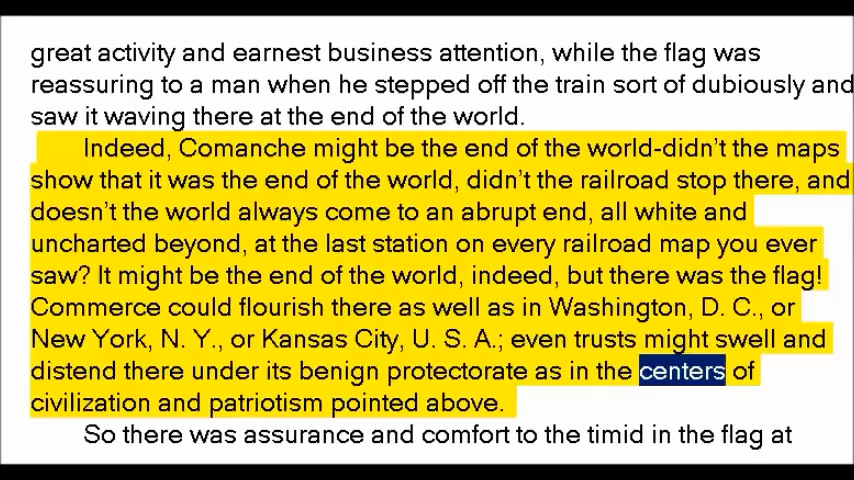 great activity and earnest business attention, while the flag was
reassuring to a man when he stepped off the train sort of dubiously and
saw it waving there at the end of the world.
Indeed, Comanche might be the end of the world-didn't the maps
show that it was the end of the world, didn't the railroad stop there, and
doesn't the world always come to an abrupt end, all white and
uncharted beyond, at the last station on every railroad map you ever
saw? It might be the end of the world, indeed, but there was the flag!
Commerce could flourish there as well as in Washington, D. C., or
New York, N. Y., or Kansas City, U. S. A.; even trusts might swell and
distend there under its benign protectorate as in the centers of
civilization and patriotism pointed above.
So there was assurance and comfort to the timid in the flag at